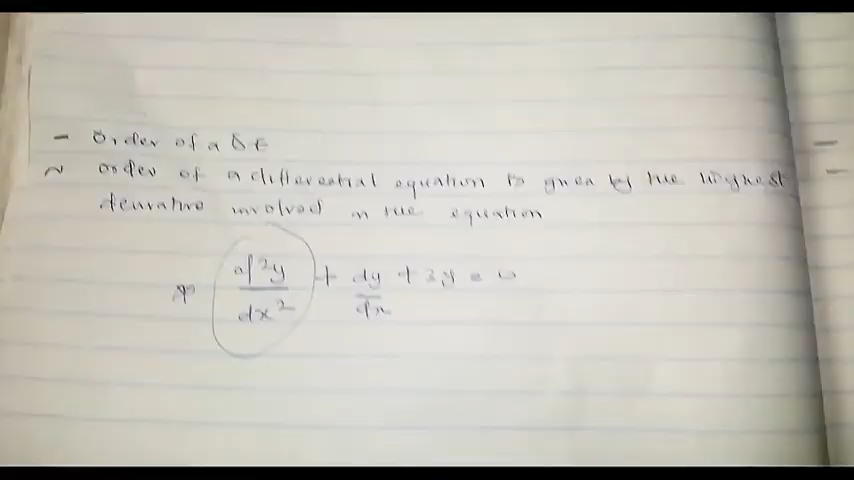 - Order of a DE
~ order of a differential equation is given by the highest
derivative involved in the equation
d²y/dx² + dy/dx + 3y = 0